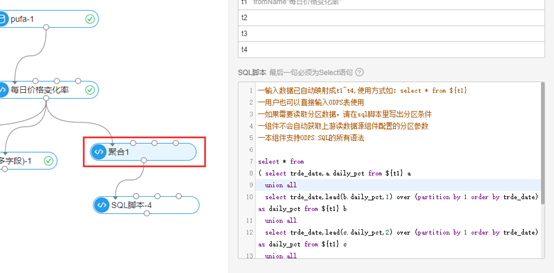 pufa-1
每日价格变化率
多字段)-1
聚合1
SQL脚本-4
t1 fromName"每日价格变化率"
t2
t3
t4
SQL脚本 最后一句必须为Select语句
1 —输入数据已自动映射成t1~t4,使用方式如: select * from ${t1}
2 —用户也可以直接输入ODPS表使用
3 —如果需要读取分区数据，请在sql脚本里写出分区条件
4 —组件不会自动获取上游读数据源组件配置的分区参数
5 —本组件支持ODPS SQL的所有语法
6
7 select * from
8 ( select trde_date,a.daily_pct from ${t1} a
9 union all
10 select trde_date,lead(b.daily_pct,1) over (partition by 1 order by trde_date)
as daily_pct from ${t1} b
11 union all
12 select trde_date,lead(c.daily_pct,2) over (partition by 1 order by trde_date)
as daily_pct from ${t1} c
13 union all